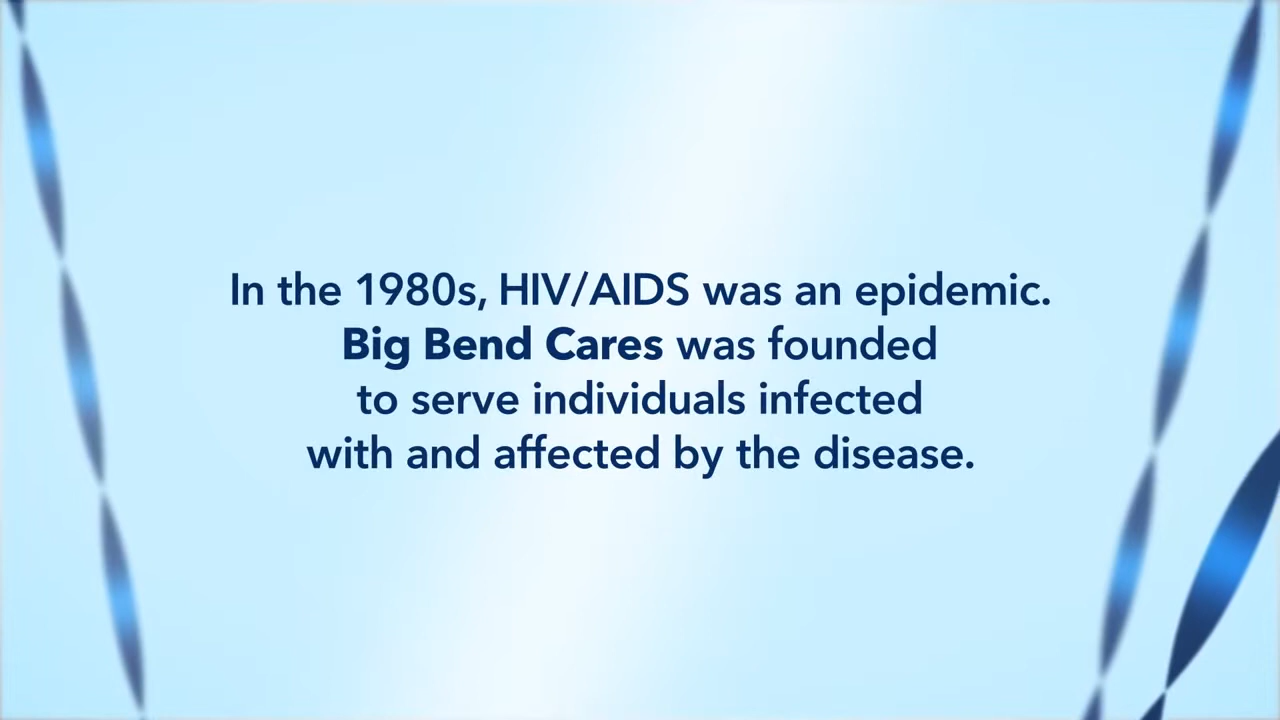 In the 1980s, HIV/AIDS was an epidemic.
Big Bend Cares was founded
to serve individuals infected
with and affected by the disease.